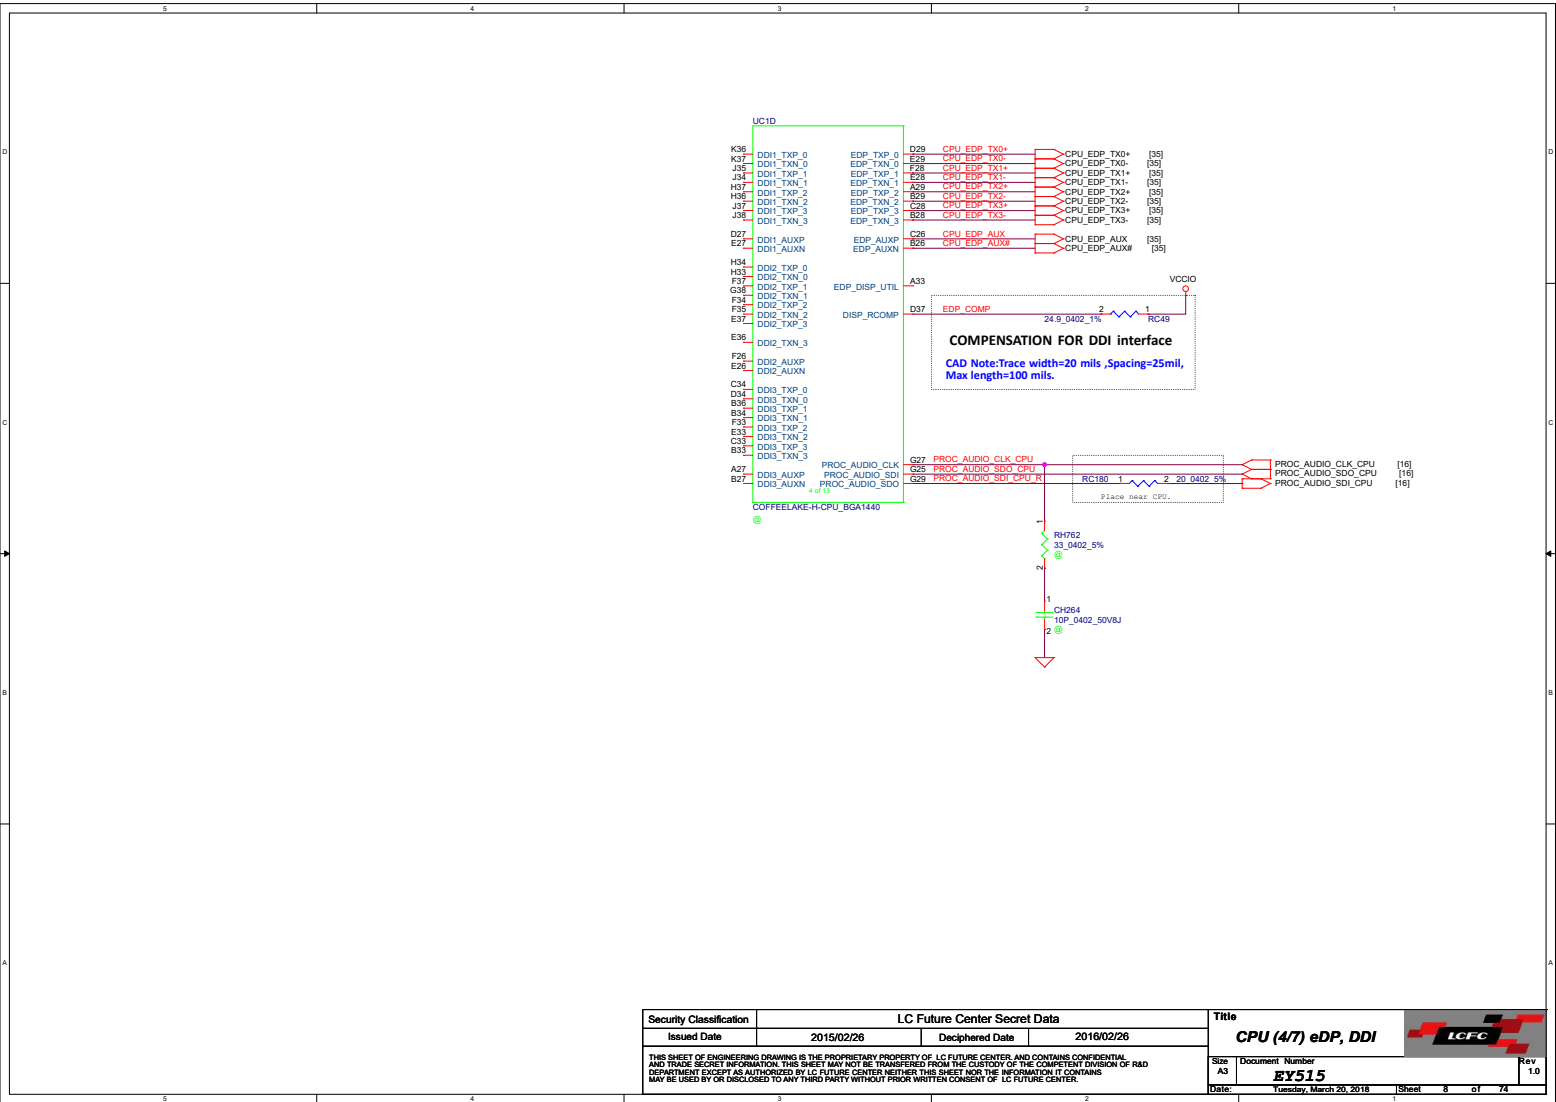 5 4 3 2 1
D D
C C
B B
A A
UC1D
K36 DDI1_TXP_0
K37 DDI1_TXN_0
J35 DDI1_TXP_1
J34 DDI1_TXN_1
H37 DDI1_TXP_2
H36 DDI1_TXN_2
J37 DDI1_TXP_3
J38 DDI1_TXN_3
D27 DDI1_AUXP
E27 DDI1_AUXN
H34 DDI2_TXP_0
H33 DDI2_TXN_0
F37 DDI2_TXP_1
G38 DDI2_TXN_1
F34 DDI2_TXP_2
F35 DDI2_TXN_2
E37 DDI2_TXP_3
E36 DDI2_TXN_3
F26 DDI2_AUXP
E26 DDI2_AUXN
C34 DDI3_TXP_0
D34 DDI3_TXN_0
B36 DDI3_TXP_1
B34 DDI3_TXN_1
F33 DDI3_TXP_2
E33 DDI3_TXN_2
C33 DDI3_TXP_3
B33 DDI3_TXN_3
A27 DDI3_AUXP
B27 DDI3_AUXN
EDP_TXP_0 D29 CPU_EDP_TX0+ CPU_EDP_TX0+ [35]
EDP_TXN_0 E29 CPU_EDP_TX0- CPU_EDP_TX0- [35]
EDP_TXP_1 F28 CPU_EDP_TX1+ CPU_EDP_TX1+ [35]
EDP_TXN_1 E28 CPU_EDP_TX1- CPU_EDP_TX1- [35]
EDP_TXP_2 A29 CPU_EDP_TX2+ CPU_EDP_TX2+ [35]
EDP_TXN_2 B29 CPU_EDP_TX2- CPU_EDP_TX2- [35]
EDP_TXP_3 C28 CPU_EDP_TX3+ CPU_EDP_TX3+ [35]
EDP_TXN_3 B28 CPU_EDP_TX3- CPU_EDP_TX3- [35]
EDP_AUXP C26 CPU_EDP_AUX CPU_EDP_AUX [35]
EDP_AUXN B26 CPU_EDP_AUX# CPU_EDP_AUX# [35]
EDP_DISP_UTIL A33
VCCIO
DISP_RCOMP D37 EDP_COMP 2 1
24.9_0402_1% RC49
COMPENSATION FOR DDI interface
CAD Note:Trace width=20 mils ,Spacing=25mil,
Max length=100 mils.
PROC_AUDIO_CLK G27 PROC_AUDIO_CLK_CPU PROC_AUDIO_CLK_CPU [16]
PROC_AUDIO_SDI G25 PROC_AUDIO_SDO_CPU PROC_AUDIO_SDO_CPU [16]
PROC_AUDIO_SDO G29 PROC_AUDIO_SDI_CPU_R RC180 1 2 20_0402_5% PROC_AUDIO_SDI_CPU [16]
Place near CPU.
4 of 13
COFFEELAKE-H-CPU_BGA1440
@
1
RH762
33_0402_5%
@
2
1
CH264
10P_0402_50V8J
2 @
Security Classification LC Future Center Secret Data
Issued Date 2015/02/26 Deciphered Date 2016/02/26
THIS SHEET OF ENGINEERING DRAWING IS THE PROPRIETARY PROPERTY OF LC FUTURE CENTER. AND CONTAINS CONFIDENTIAL
AND TRADE SECRET INFORMATION. THIS SHEET MAY NOT BE TRANSFERED FROM THE CUSTODY OF THE COMPETENT DIVISION OF R&D
DEPARTMENT EXCEPT AS AUTHORIZED BY LC FUTURE CENTER NEITHER THIS SHEET NOR THE INFORMATION IT CONTAINS
MAY BE USED BY OR DISCLOSED TO ANY THIRD PARTY WITHOUT PRIOR WRITTEN CONSENT OF LC FUTURE CENTER.
Title
CPU (4/7) eDP, DDI
LCFC
Size Document Number Rev
A3 EY515 1.0
Date: Tuesday, March 20, 2018 Sheet 8 of 74
5 4 3 2 1